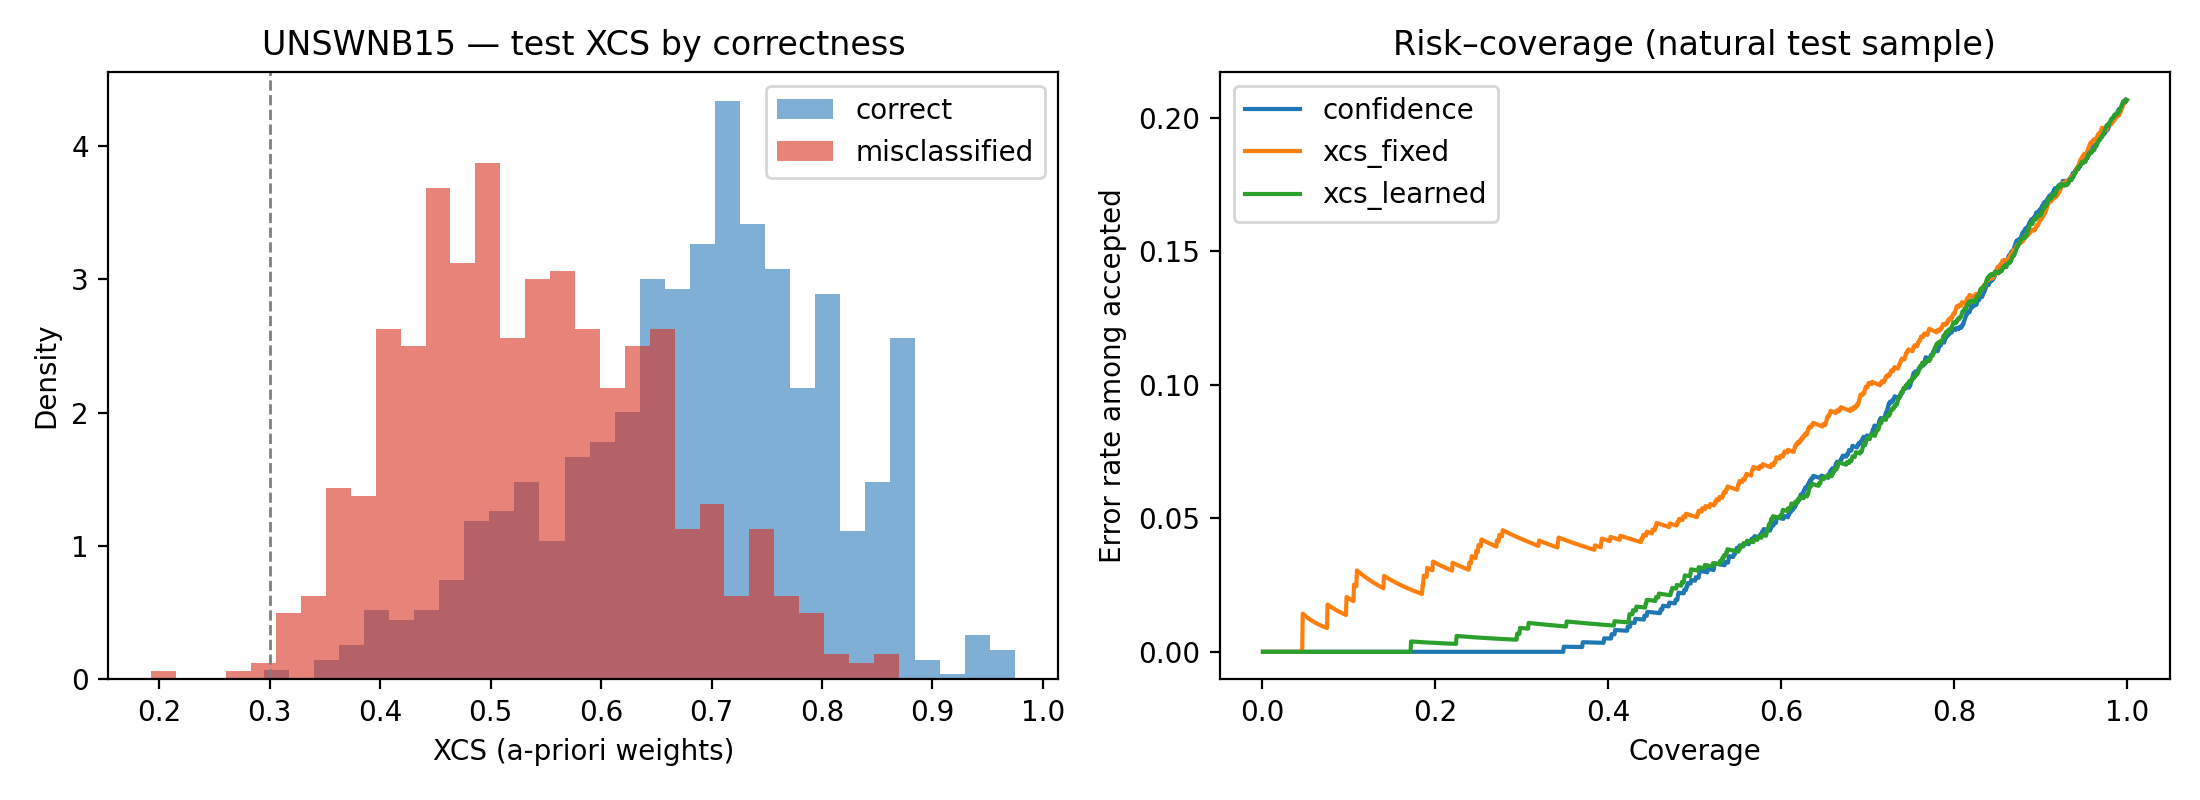 UNSWNB15 — test XCS by correctness
correct
misclassified
Density
4
3
2
1
0
0.2 0.3 0.4 0.5 0.6 0.7 0.8 0.9 1.0
XCS (a-priori weights)
Risk–coverage (natural test sample)
confidence
xcs_fixed
xcs_learned
Error rate among accepted
0.20
0.15
0.10
0.05
0.00
0.0 0.2 0.4 0.6 0.8 1.0
Coverage